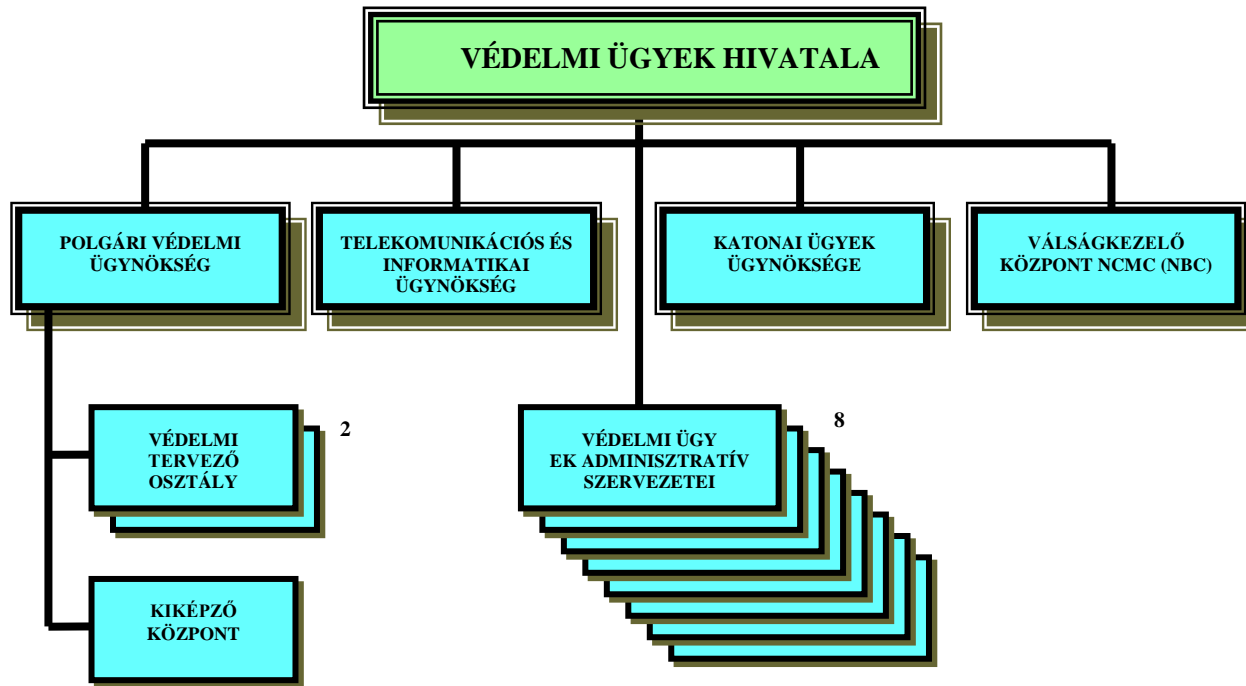 VÉDELMI ÜGYEK HIVATALA
POLGÁRI VÉDELMI
ÜGYNÖKSÉG
TELEKOMUNIKÁCIÓS ÉS
INFORMATIKAI
ÜGYNÖKSÉG
KATONAI ÜGYEK
ÜGYNÖKSÉGE
VÁLSÁGKEZELŐ
KÖZPONT NCMC (NBC)
VÉDELMI
TERVEZŐ
OSZTÁLY
2
VÉDELMI ÜGY
EK ADMINISZTRATÍV
SZERVEZETEI
8
KIKÉPZŐ
KÖZPONT